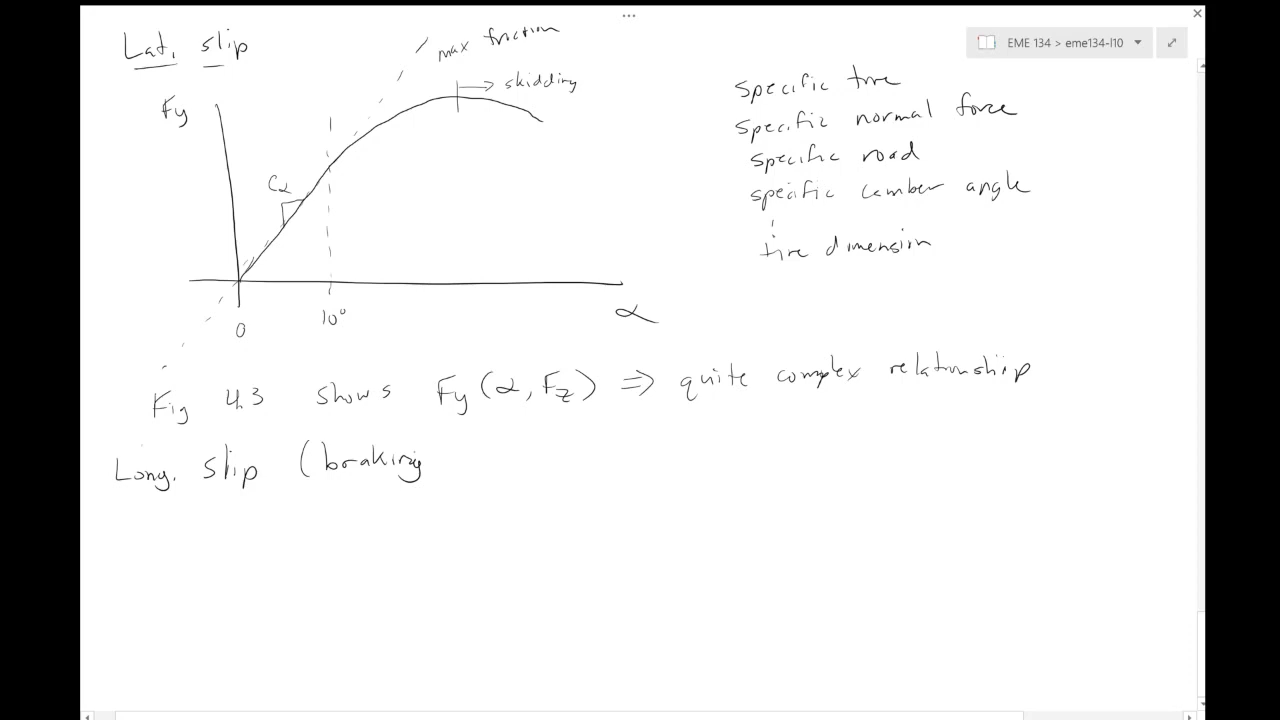 EME 134 > eme134-l10
Lat. slip
max friction
skidding
Fy
Cα
0
10°
α
specific tire
specific normal force
specific road
specific camber angle
tire dimension
Fig 4.3 shows Fy(α, Fz) ⇒ quite complex relationship
Long. slip (braking